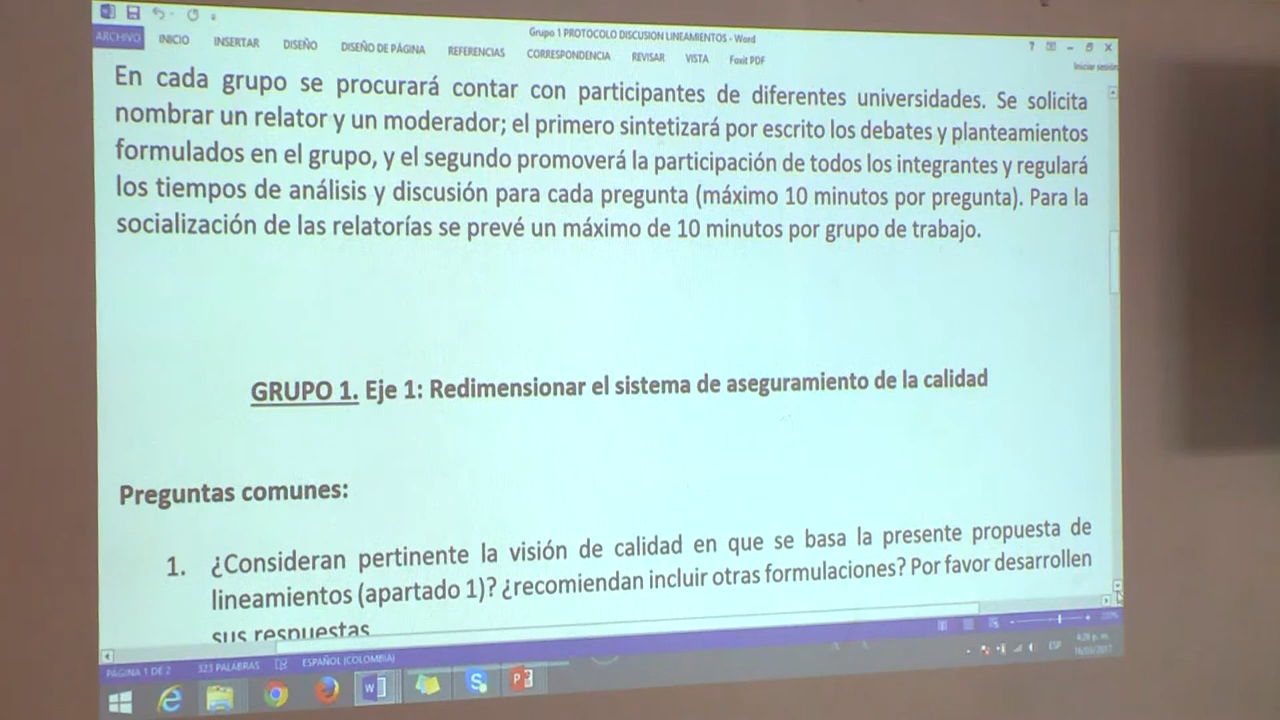 Grupo 1 PROTOCOLO DISCUSION LINEAMIENTOS - Word
ARCHIVO INICIO INSERTAR DISEÑO DISEÑO DE PÁGINA REFERENCIAS CORRESPONDENCIA REVISAR VISTA Foxit PDF
Iniciar sesión
En cada grupo se procurará contar con participantes de diferentes universidades. Se solicita
nombrar un relator y un moderador; el primero sintetizará por escrito los debates y planteamientos
formulados en el grupo, y el segundo promoverá la participación de todos los integrantes y regulará
los tiempos de análisis y discusión para cada pregunta (máximo 10 minutos por pregunta). Para la
socialización de las relatorías se prevé un máximo de 10 minutos por grupo de trabajo.
GRUPO 1. Eje 1: Redimensionar el sistema de aseguramiento de la calidad
Preguntas comunes:
1. ¿Consideran pertinente la visión de calidad en que se basa la presente propuesta de
lineamientos (apartado 1)? ¿recomiendan incluir otras formulaciones? Por favor desarrollen
sus respuestas
PÁGINA 1 DE 2 323 PALABRAS ESPAÑOL (COLOMBIA)
ESP